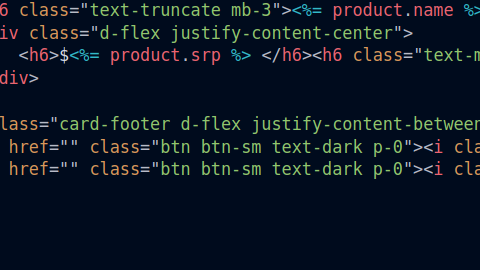 6 class="text-truncate mb-3"><%= product.name %>
iv class="d-flex justify-content-center">
<h6>$<%= product.srp %> </h6><h6 class="text-m
div>
lass="card-footer d-flex justify-content-between
href="" class="btn btn-sm text-dark p-0"><i cla
href="" class="btn btn-sm text-dark p-0"><i cla